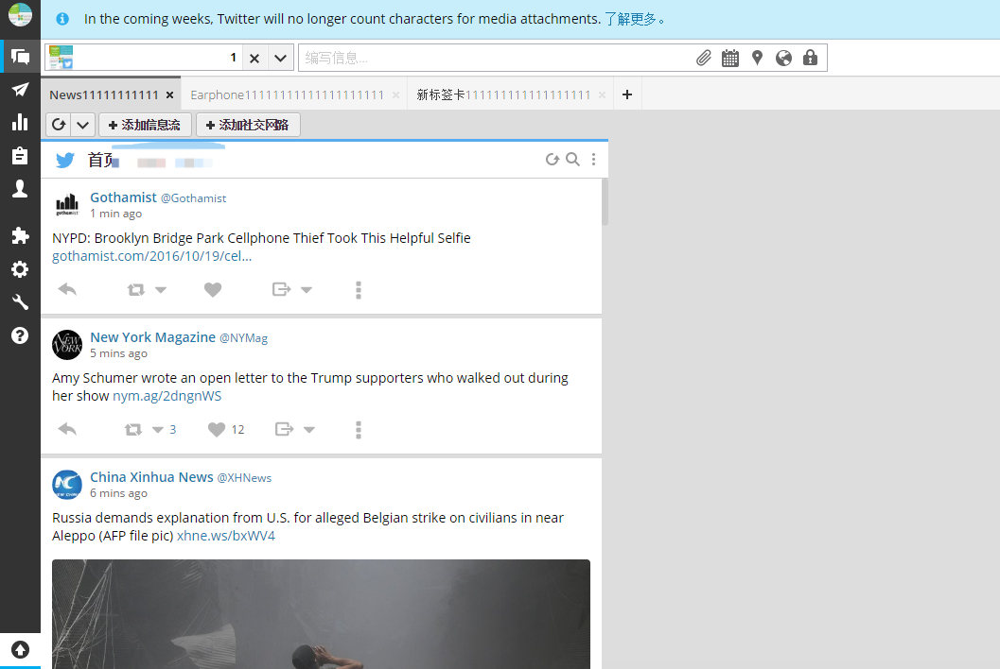 In the coming weeks, Twitter will no longer count characters for media attachments. 了解更多。
1
编写信息...
News11111111111
Earphone11111111111111111111
新标签卡111111111111111111
添加信息流
添加社交网路
首页
Gothamist @Gothamist
1 min ago
NYPD: Brooklyn Bridge Park Cellphone Thief Took This Helpful Selfie
gothamist.com/2016/10/19/cel...
New York Magazine @NYMag
5 mins ago
Amy Schumer wrote an open letter to the Trump supporters who walked out during
her show nym.ag/2dngnWS
3
12
China Xinhua News @XHNews
6 mins ago
Russia demands explanation from U.S. for alleged Belgian strike on civilians in near
Aleppo (AFP file pic) xhne.ws/bxWV4